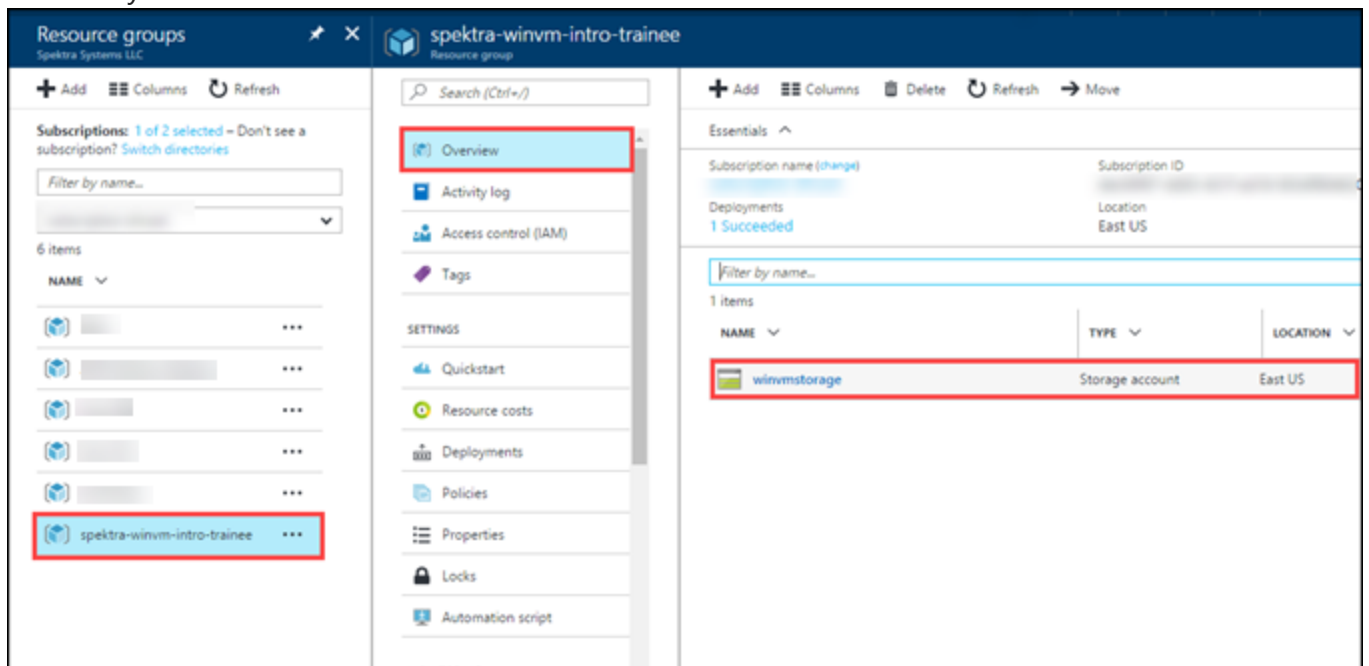 Resource groups
Spektra Systems LLC
Add Columns Refresh
Subscriptions: 1 of 2 selected – Don't see a
subscription? Switch directories
Filter by name...
6 items
NAME
...
...
...
...
...
spektra-winvm-intro-trainee ...
spektra-winvm-intro-trainee
Resource group
Search (Ctrl+/)
Overview
Activity log
Access control (IAM)
Tags
SETTINGS
Quickstart
Resource costs
Deployments
Policies
Properties
Locks
Automation script
Add Columns Delete Refresh Move
Essentials
Subscription name (change) Subscription ID
Deployments Location
1 Succeeded East US
Filter by name...
1 items
NAME TYPE LOCATION
winvmstorage Storage account East US